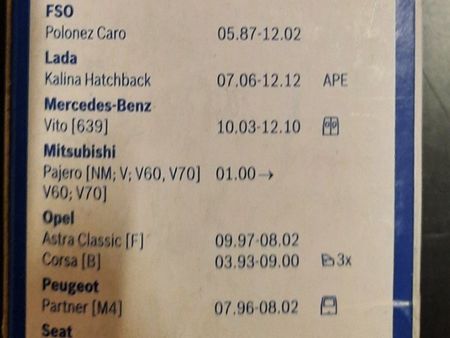 FSO
Polonez Caro 05.87-12.02
Lada
Kalina Hatchback 07.06-12.12 APE
Mercedes-Benz
Vito [639] 10.03-12.10
Mitsubishi
Pajero [NM; V; V60, V70] 01.00→
V60; V70]
Opel
Astra Classic [F] 09.97-08.02
Corsa [B] 03.93-09.00 3x
Peugeot
Partner [M4] 07.96-08.02
Seat